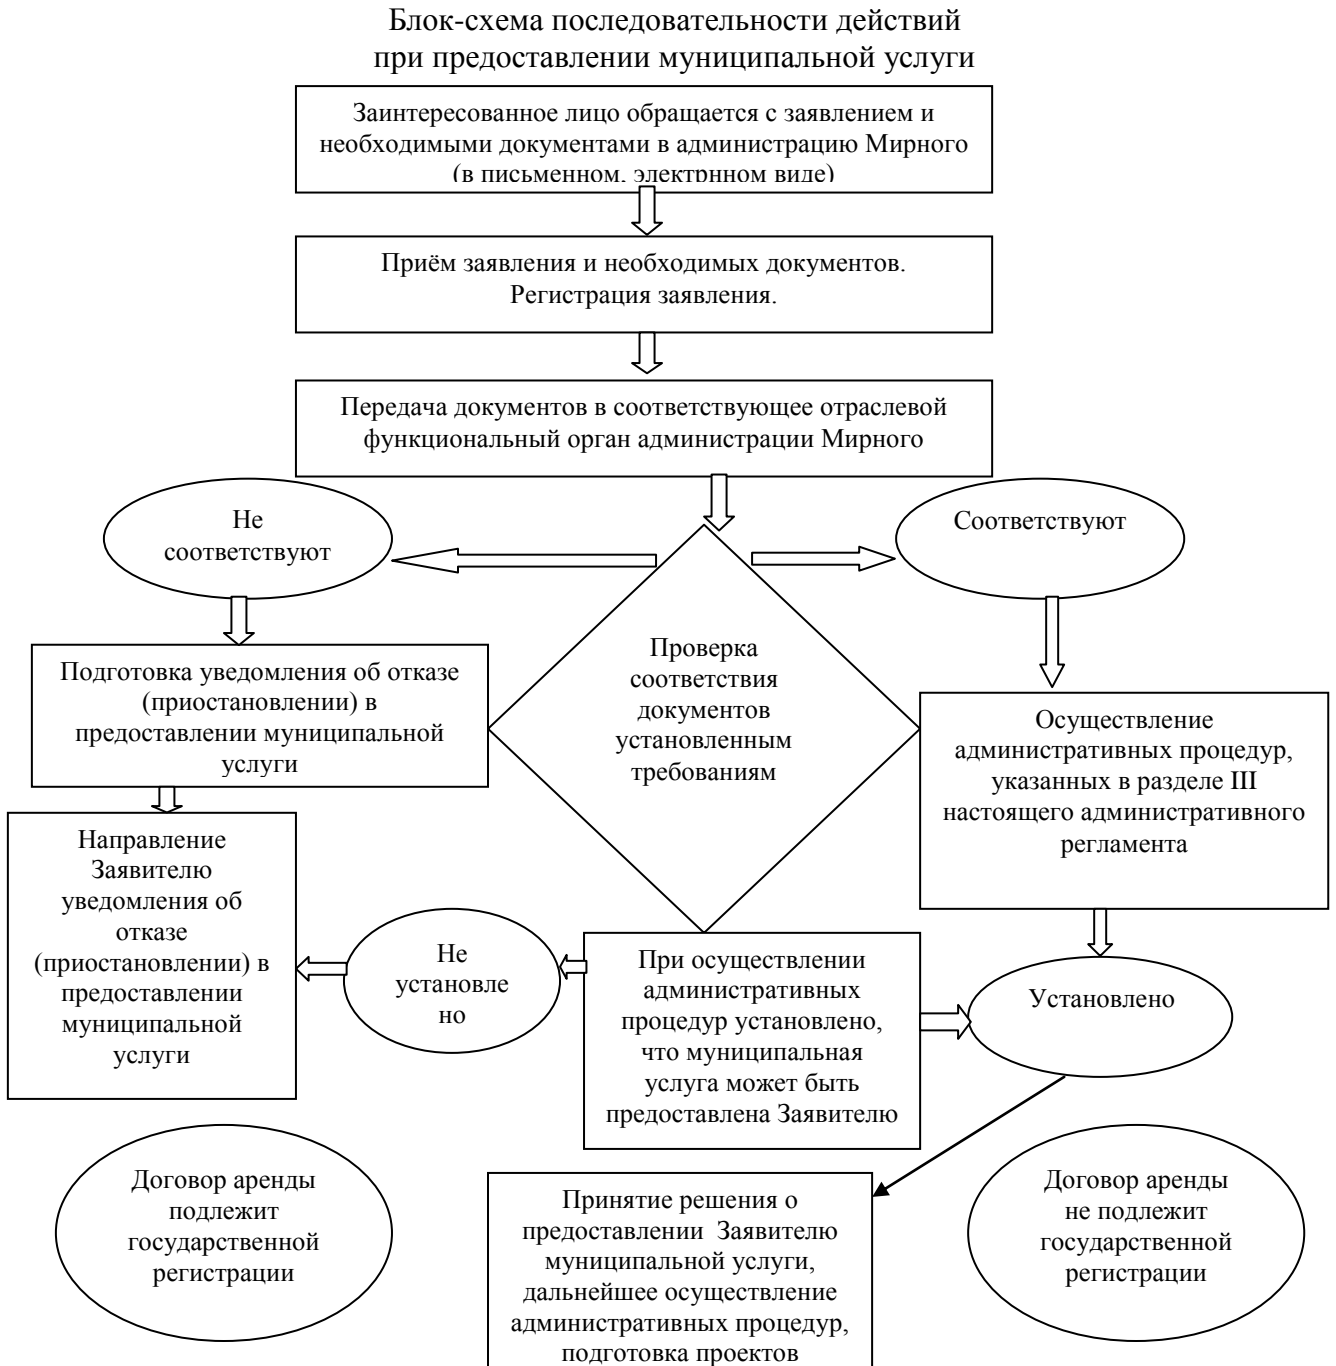 Блок-схема последовательности действий
при предоставлении муниципальной услуги
Заинтересованное лицо обращается с заявлением и
необходимыми документами в администрацию Мирного
(в письменном, электрнном виде)
Приём заявления и необходимых документов.
Регистрация заявления.
Передача документов в соответствующее отраслевой
функциональный орган администрации Мирного
Не
соответствуют
Соответствуют
Проверка
соответствия
документов
установленным
требованиям
Подготовка уведомления об отказе
(приостановлении) в
предоставлении муниципальной
услуги
Осуществление
административных процедур,
указанных в разделе III
настоящего административного
регламента
Направление
Заявителю
уведомления об
отказе
(приостановлении) в
предоставлении
муниципальной
услуги
Не
установле
но
При осуществлении
административных
процедур установлено,
что муниципальная
услуга может быть
предоставлена Заявителю
Установлено
Договор аренды
подлежит
государственной
регистрации
Принятие решения о
предоставлении Заявителю
муниципальной услуги,
дальнейшее осуществление
административных процедур,
подготовка проектов
Договор аренды
не подлежит
государственной
регистрации